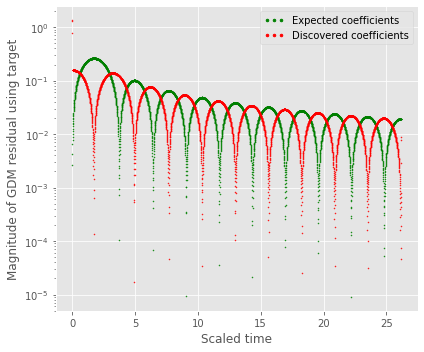 Expected coefficients
Discovered coefficients
Magnitude of GDM residual using target
10⁰
10⁻¹
10⁻²
10⁻³
10⁻⁴
10⁻⁵
0 5 10 15 20 25
Scaled time